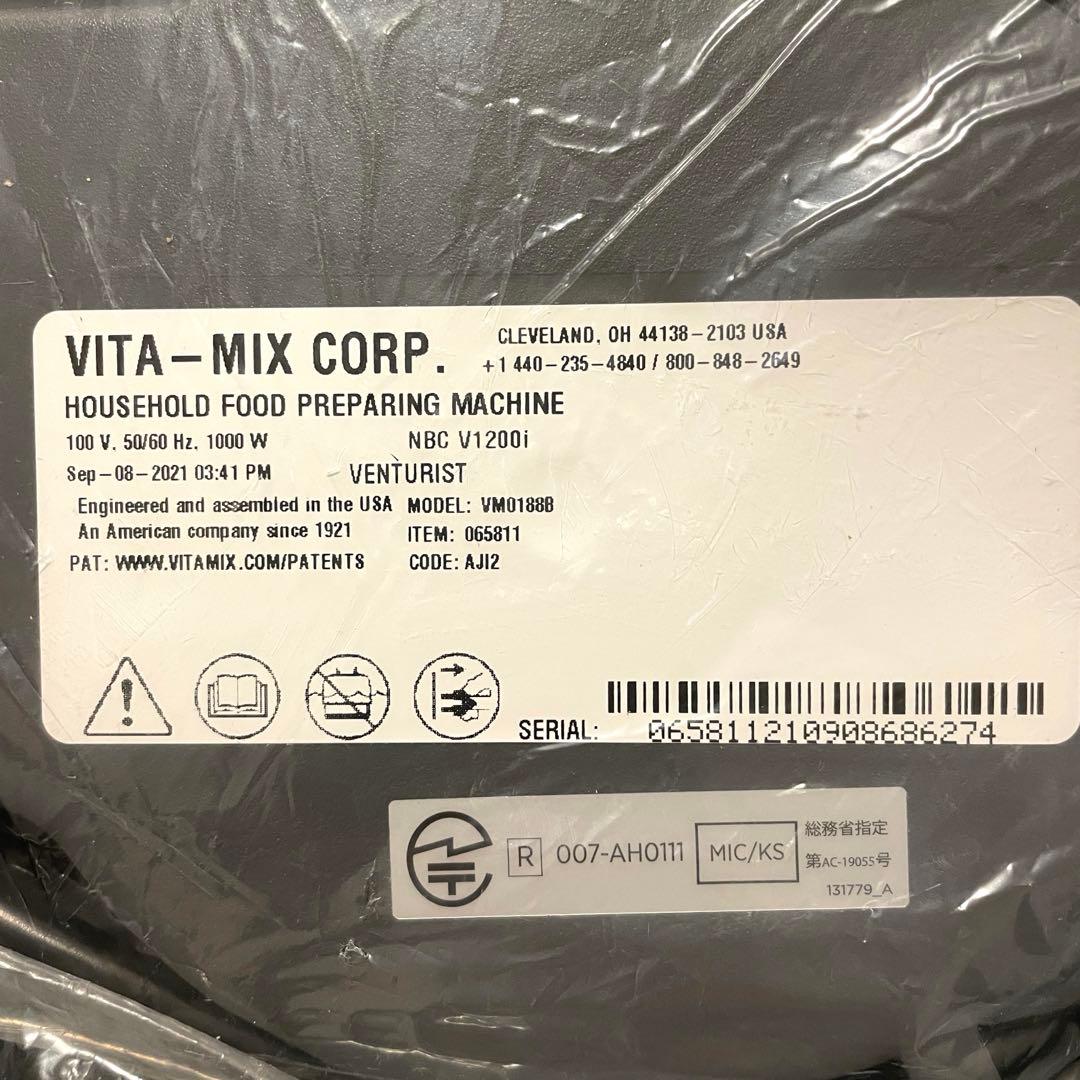 VITA-MIX CORP.
CLEVELAND, OH 44138-2103 USA
+1 440-235-4840 / 800-848-2649
HOUSEHOLD FOOD PREPARING MACHINE
100 V, 50/60 Hz, 1000 W NBC V1200i
Sep-08-2021 03:41 PM VENTURIST
Engineered and assembled in the USA MODEL: VM0188B
An American company since 1921 ITEM: 065811
PAT: WWW.VITAMIX.COM/PATENTS CODE: AJI2
SERIAL: 065811210908686274
R 007-AH0111 MIC/KS
総務省指定
第AC-19055号
131779_A